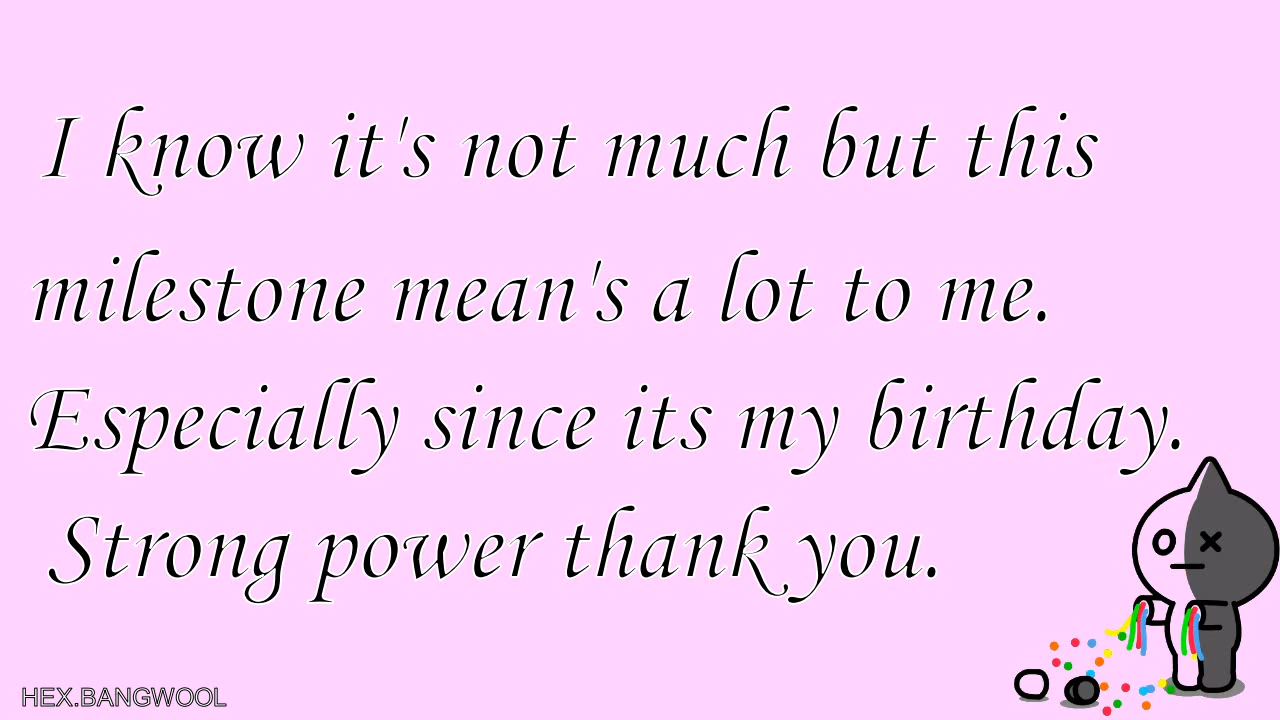 I know it's not much but this
milestone mean's a lot to me.
Especially since its my birthday.
Strong power thank you.
HEX.BANGWOOL